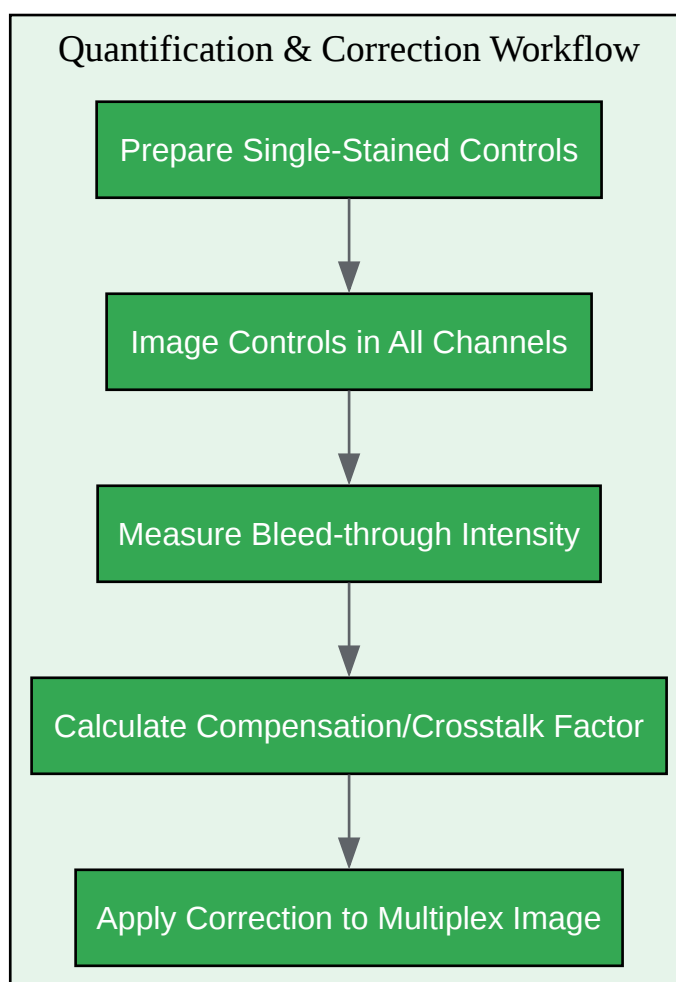 Quantification & Correction Workflow
Prepare Single-Stained Controls
Image Controls in All Channels
Measure Bleed-through Intensity
Calculate Compensation/Crosstalk Factor
Apply Correction to Multiplex Image